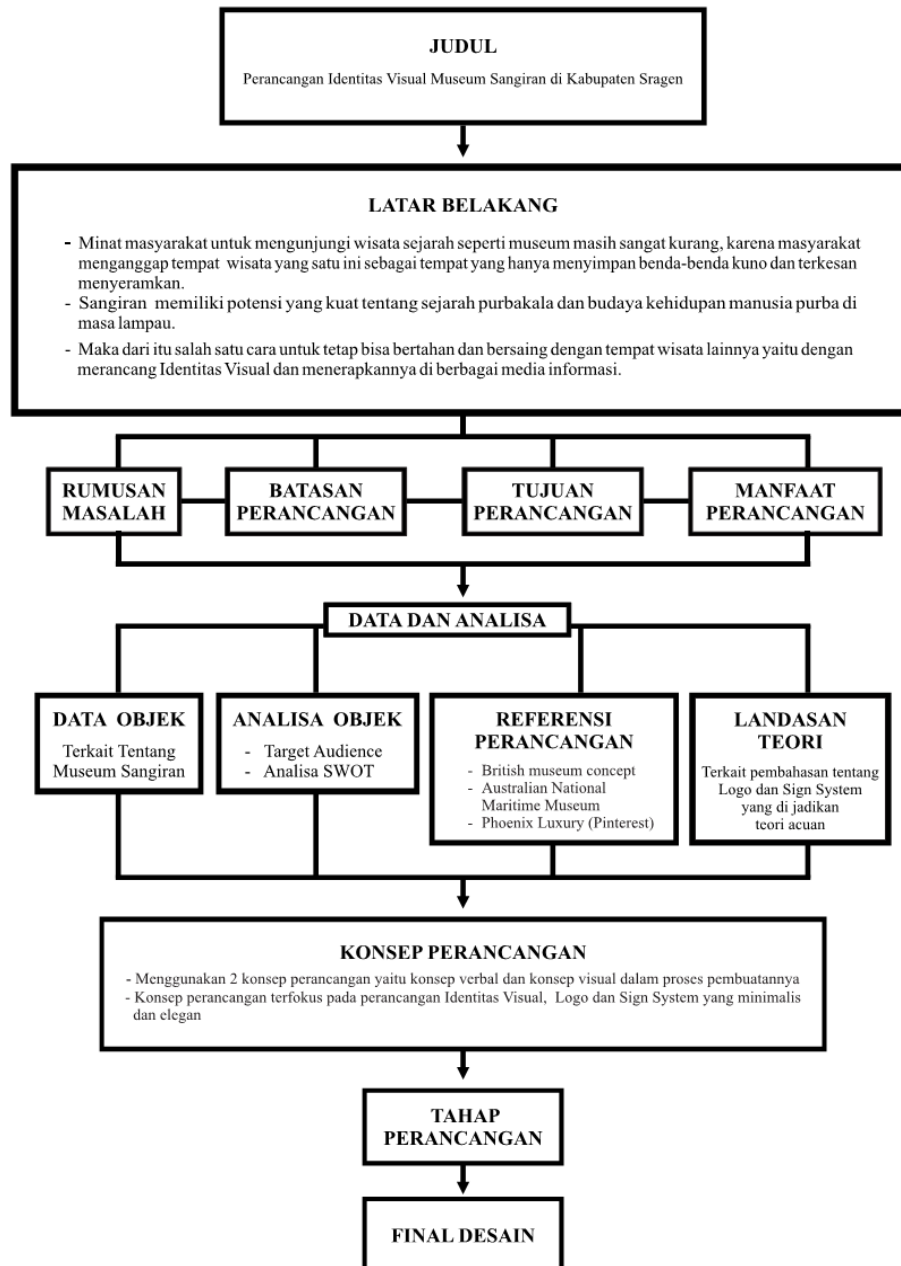 JUDUL
Perancangan Identitas Visual Museum Sangiran di Kabupaten Sragen
LATAR BELAKANG
- Minat masyarakat untuk mengunjungi wisata sejarah seperti museum masih sangat kurang, karena masyarakat
menganggap tempat wisata yang satu ini sebagai tempat yang hanya menyimpan benda-benda kuno dan terkesan
menyeramkan.
- Sangiran memiliki potensi yang kuat tentang sejarah purbakala dan budaya kehidupan manusia purba di
masa lampau.
- Maka dari itu salah satu cara untuk tetap bisa bertahan dan bersaing dengan tempat wisata lainnya yaitu dengan
merancang Identitas Visual dan menerapkannya di berbagai media informasi.
RUMUSAN
MASALAH
BATASAN
PERANCANGAN
TUJUAN
PERANCANGAN
MANFAAT
PERANCANGAN
DATA DAN ANALISA
DATA OBJEK
Terkait Tentang
Museum Sangiran
ANALISA OBJEK
- Target Audience
- Analisa SWOT
REFERENSI
PERANCANGAN
- British museum concept
- Australian National
Maritime Museum
- Phoenix Luxury (Pinterest)
LANDASAN
TEORI
Terkait pembahasan tentang
Logo dan Sign System
yang di jadikan
teori acuan
KONSEP PERANCANGAN
- Menggunakan 2 konsep perancangan yaitu konsep verbal dan konsep visual dalam proses pembuatannya
- Konsep perancangan terfokus pada perancangan Identitas Visual, Logo dan Sign System yang minimalis
dan elegan
TAHAP
PERANCANGAN
FINAL DESAIN